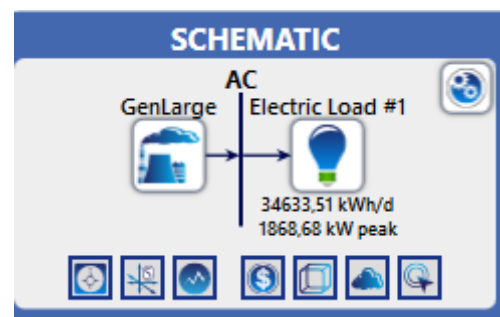 SCHEMATIC
AC
GenLarge
Electric Load #1
34633,51 kWh/d
1868,68 kW peak